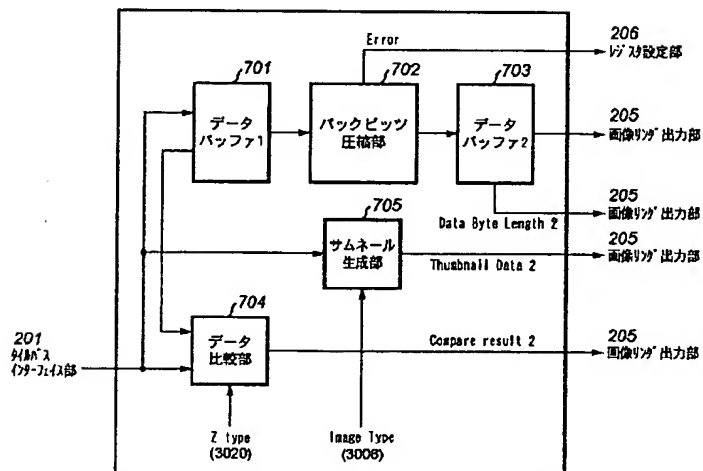 Error
206
レジスタ設定部
701
702
703
データ
バッファ1
パックビッツ
圧縮部
データ
バッファ2
205
画像リング出力部
205
Data Byte Length 2
画像リング出力部
705
205
サムネール
生成部
Thumbnail Data 2
画像リング出力部
704
201
タイルバス
インターフェイス部
データ
比較部
Compare result 2
205
画像リング出力部
Z type
(3020)
Image Type
(3006)